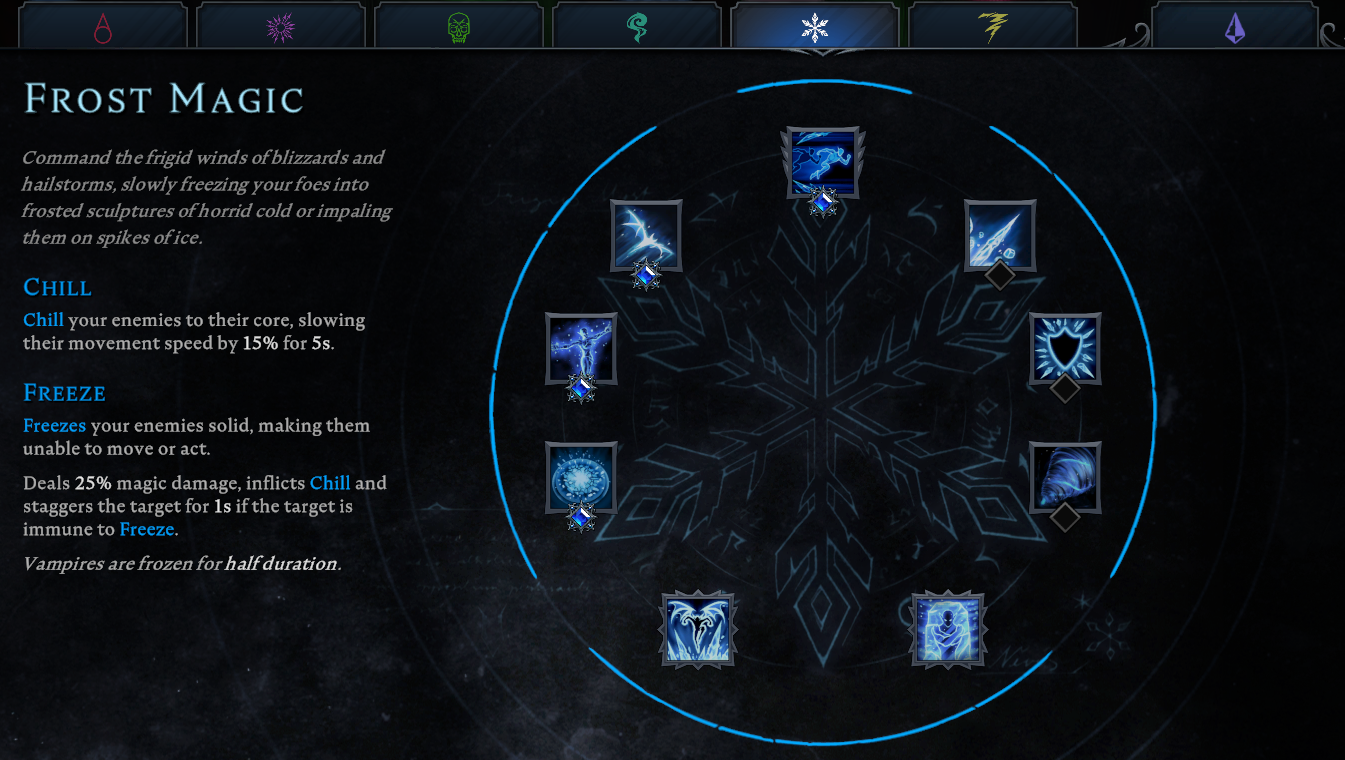 Frost Magic
Command the frigid winds of blizzards and
hailstorms, slowly freezing your foes into
frosted sculptures of horrid cold or impaling
them on spikes of ice.
Chill
Chill your enemies to their core, slowing
their movement speed by 15% for 5s.
Freeze
Freezes your enemies solid, making them
unable to move or act.
Deals 25% magic damage, inflicts Chill and
staggers the target for 1s if the target is
immune to Freeze.
Vampires are frozen for half duration.